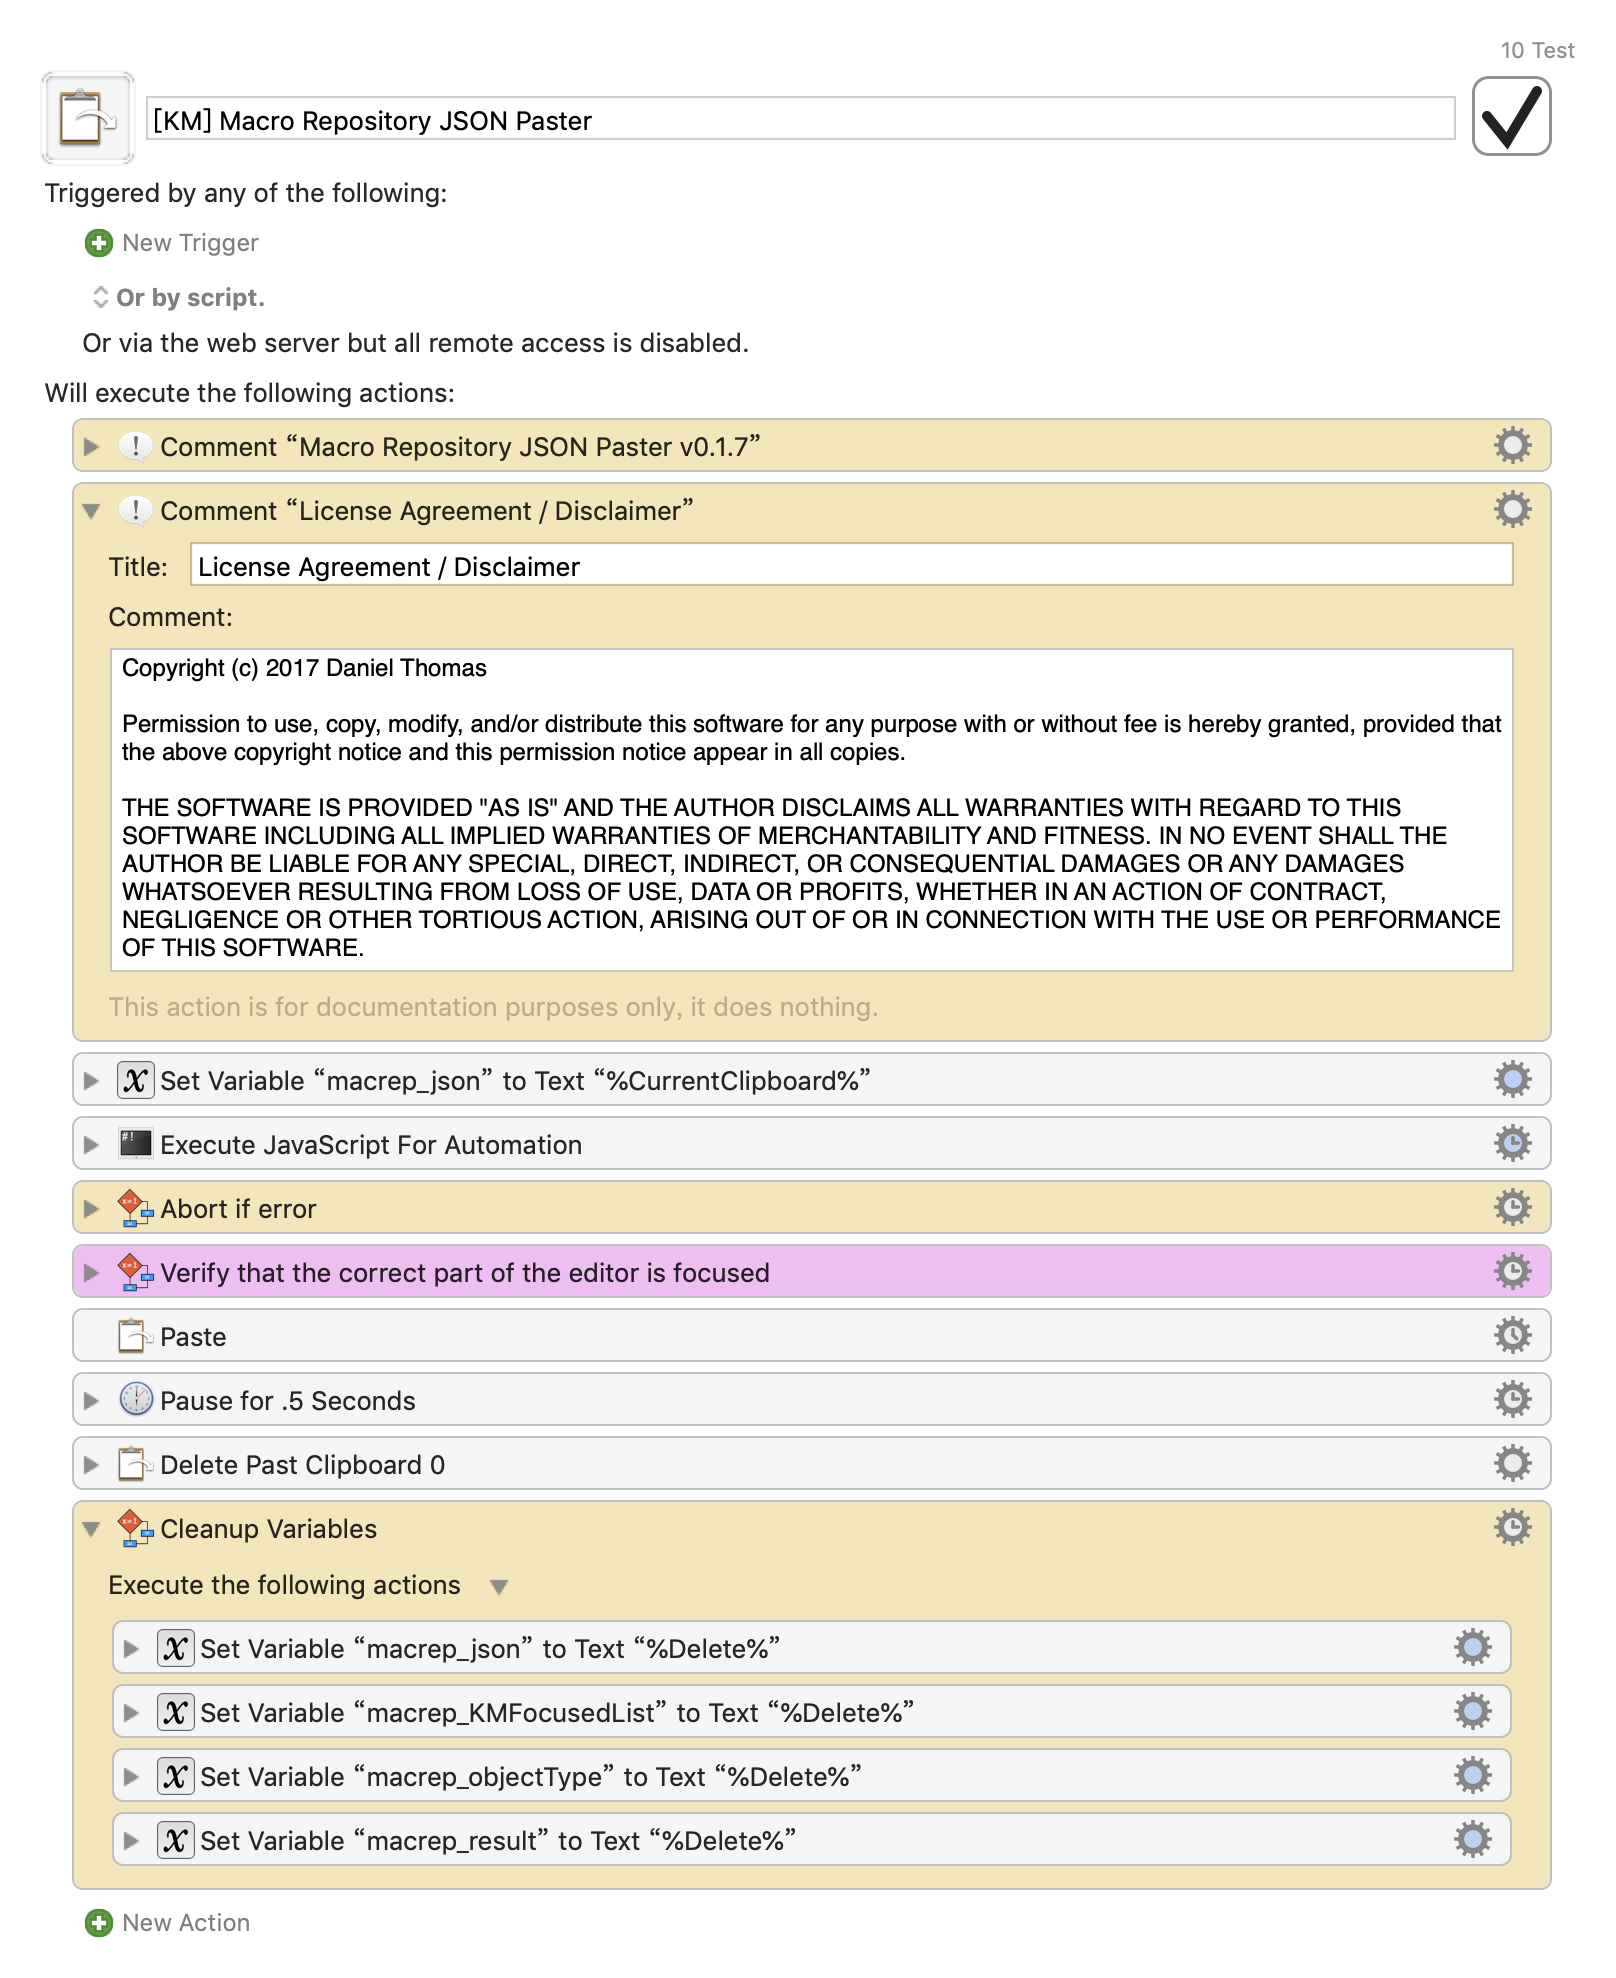 10 Test
[KM] Macro Repository JSON Paster
Triggered by any of the following:
New Trigger
Or by script.
Or via the web server but all remote access is disabled.
Will execute the following actions:
Comment “Macro Repository JSON Paster v0.1.7”
Comment “License Agreement / Disclaimer”
Title: License Agreement / Disclaimer
Comment:
Copyright (c) 2017 Daniel Thomas
Permission to use, copy, modify, and/or distribute this software for any purpose with or without fee is hereby granted, provided that
the above copyright notice and this permission notice appear in all copies.
THE SOFTWARE IS PROVIDED "AS IS" AND THE AUTHOR DISCLAIMS ALL WARRANTIES WITH REGARD TO THIS
SOFTWARE INCLUDING ALL IMPLIED WARRANTIES OF MERCHANTABILITY AND FITNESS. IN NO EVENT SHALL THE
AUTHOR BE LIABLE FOR ANY SPECIAL, DIRECT, INDIRECT, OR CONSEQUENTIAL DAMAGES OR ANY DAMAGES
WHATSOEVER RESULTING FROM LOSS OF USE, DATA OR PROFITS, WHETHER IN AN ACTION OF CONTRACT,
NEGLIGENCE OR OTHER TORTIOUS ACTION, ARISING OUT OF OR IN CONNECTION WITH THE USE OR PERFORMANCE
OF THIS SOFTWARE.
This action is for documentation purposes only, it does nothing.
Set Variable “macrep_json” to Text “%CurrentClipboard%”
Execute JavaScript For Automation
Abort if error
Verify that the correct part of the editor is focused
Paste
Pause for .5 Seconds
Delete Past Clipboard 0
Cleanup Variables
Execute the following actions
Set Variable “macrep_json” to Text “%Delete%”
Set Variable “macrep_KMFocusedList” to Text “%Delete%”
Set Variable “macrep_objectType” to Text “%Delete%”
Set Variable “macrep_result” to Text “%Delete%”
New Action